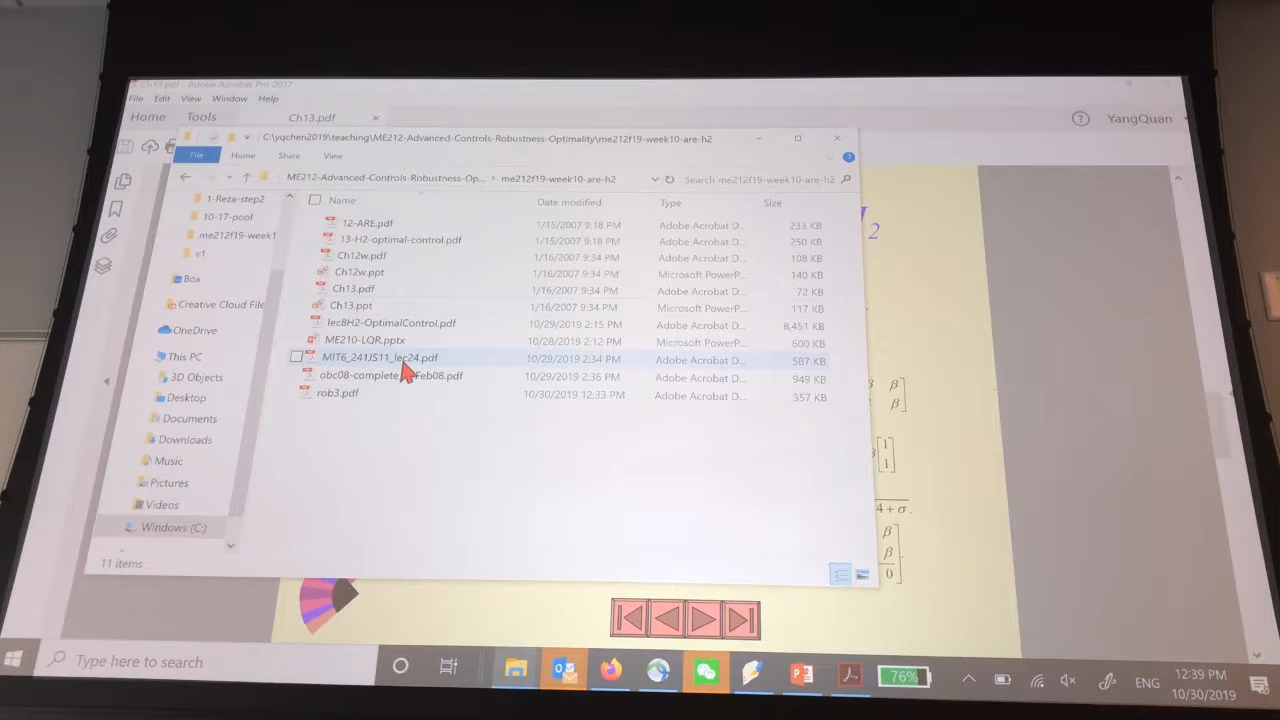 Ch13.pdf - Adobe Acrobat Pro 2017
File Edit View Window Help
Home Tools Ch13.pdf × YangQuan
C:\yqchen2019\teaching\ME212-Advanced-Controls-Robustness-Optimality\me212f19-week10-are-h2
File Home Share View
ME212-Advanced-Controls-Robustness-Op... > me212f19-week10-are-h2 Search me212f19-week10-are-h2
Name Date modified Type Size
1-Reza-step2
10-17-pool
me212f19-week1
v1
Box
Creative Cloud File
OneDrive
This PC
3D Objects
Desktop
Documents
Downloads
Music
Pictures
Videos
Windows (C:)
12-ARE.pdf 1/15/2007 9:18 PM Adobe Acrobat D... 233 KB
13-H2-optimal-control.pdf 1/15/2007 9:18 PM Adobe Acrobat D... 250 KB
Ch12w.pdf 1/16/2007 9:34 PM Adobe Acrobat D... 108 KB
Ch12w.ppt 1/16/2007 9:34 PM Microsoft PowerP... 140 KB
Ch13.pdf 1/16/2007 9:34 PM Adobe Acrobat D... 72 KB
Ch13.ppt 1/16/2007 9:34 PM Microsoft PowerP... 117 KB
lec8H2-OptimalControl.pdf 10/29/2019 2:15 PM Adobe Acrobat D... 8,451 KB
ME210-LQR.pptx 10/28/2019 2:12 PM Microsoft PowerP... 600 KB
MIT6_241JS11_lec24.pdf 10/29/2019 2:34 PM Adobe Acrobat D... 587 KB
obc08-complete Feb08.pdf 10/29/2019 2:36 PM Adobe Acrobat D... 949 KB
rob3.pdf 10/30/2019 12:33 PM Adobe Acrobat D... 357 KB
11 items
2
β β
β
1
1
4 + σ
β
β
0
Type here to search
76%
ENG
12:39 PM
10/30/2019